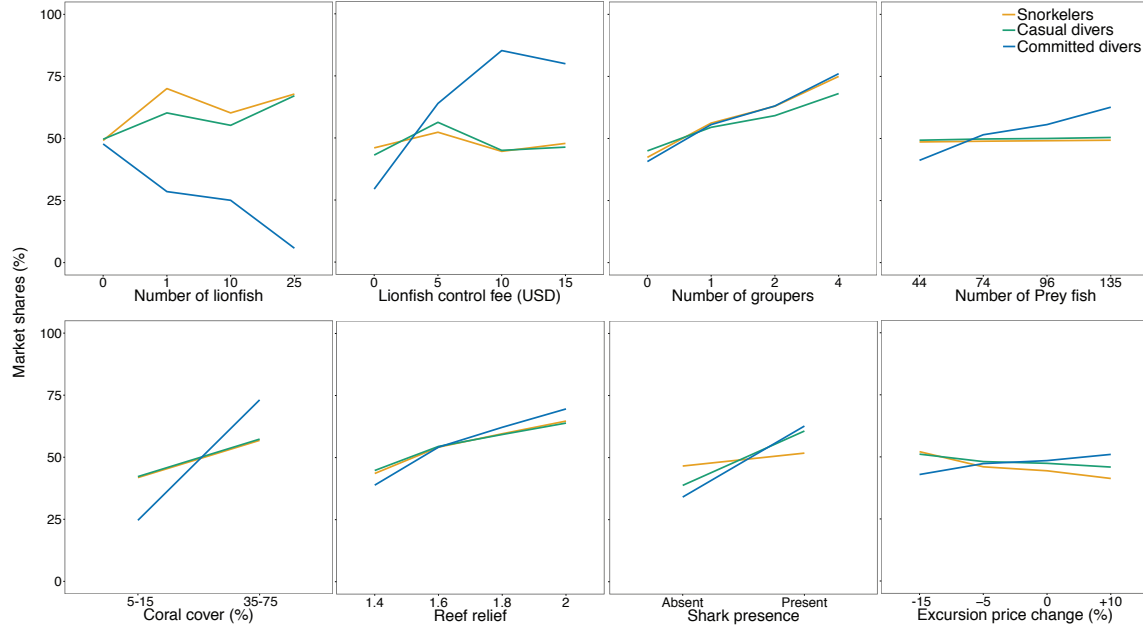 Market shares (%)
100
75
50
25
0
0 1 10 25
Number of lionfish
0 5 10 15
Lionfish control fee (USD)
0 1 2 4
Number of groupers
Snorkelers
Casual divers
Committed divers
44 74 96 135
Number of Prey fish
100
75
50
25
0
5-15 35-75
Coral cover (%)
1.4 1.6 1.8 2
Reef relief
Absent Present
Shark presence
-15 −5 0 +10
Excursion price change (%)